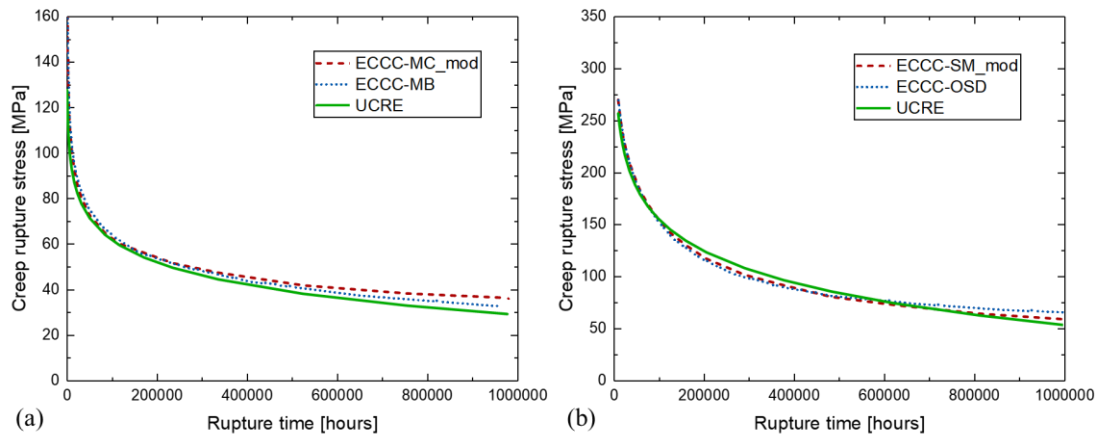 160
140
120
100
80
60
40
20
0
Creep rupture stress [MPa]
ECCC-MC_mod
ECCC-MB
UCRE
0
200000
400000
600000
800000
1000000
Rupture time [hours]
(a)
350
300
250
200
150
100
50
0
Creep rupture stress [MPa]
ECCC-SM_mod
ECCC-OSD
UCRE
0
200000
400000
600000
800000
1000000
Rupture time [hours]
(b)